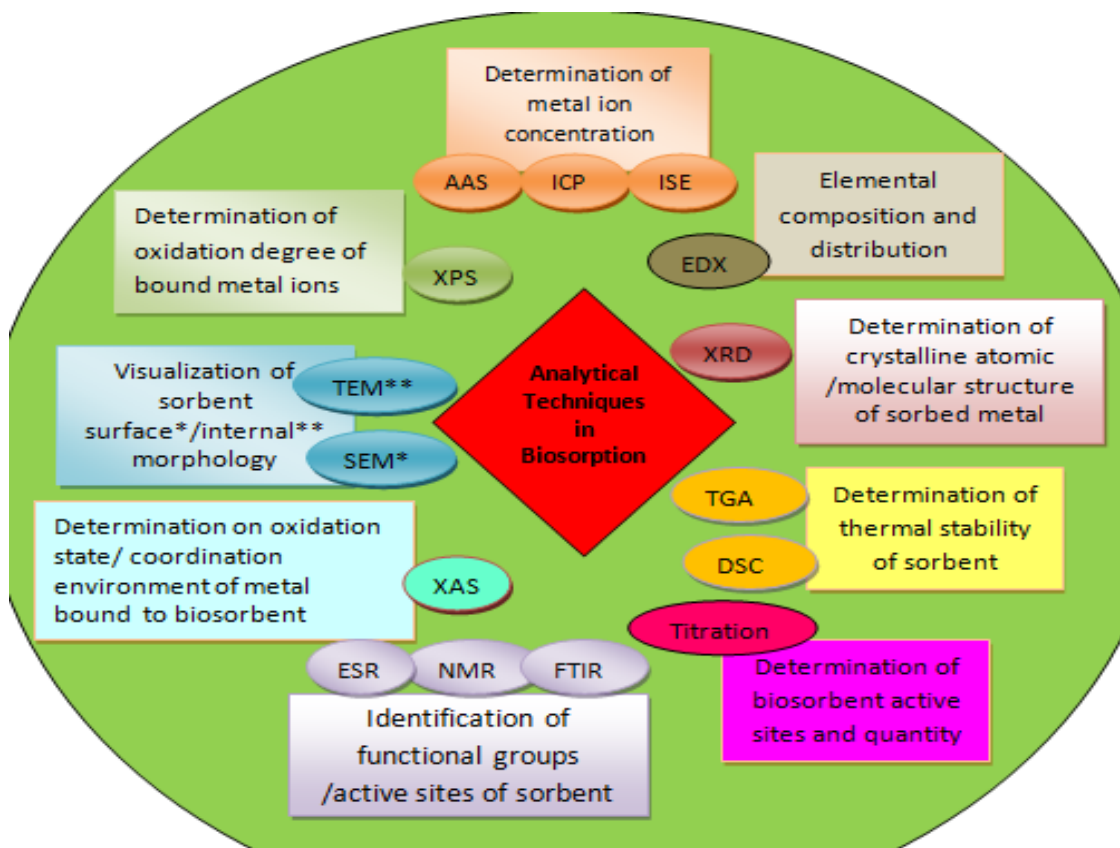 Determination of
metal ion
concentration
AAS
ICP
ISE
Elemental
composition and
distribution
EDX
Determination of
oxidation degree of
bound metal ions
XPS
XRD
Determination of
crystalline atomic
/molecular structure
of sorbed metal
Visualization of
sorbent
surface*/internal**
morphology
TEM**
SEM*
Analytical
Techniques
in
Biosorption
TGA
DSC
Determination of
thermal stability
of sorbent
Determination on oxidation
state/ coordination
environment of metal
bound to biosorbent
XAS
Titration
Determination of
biosorbent active
sites and quantity
ESR
NMR
FTIR
Identification of
functional groups
/active sites of sorbent